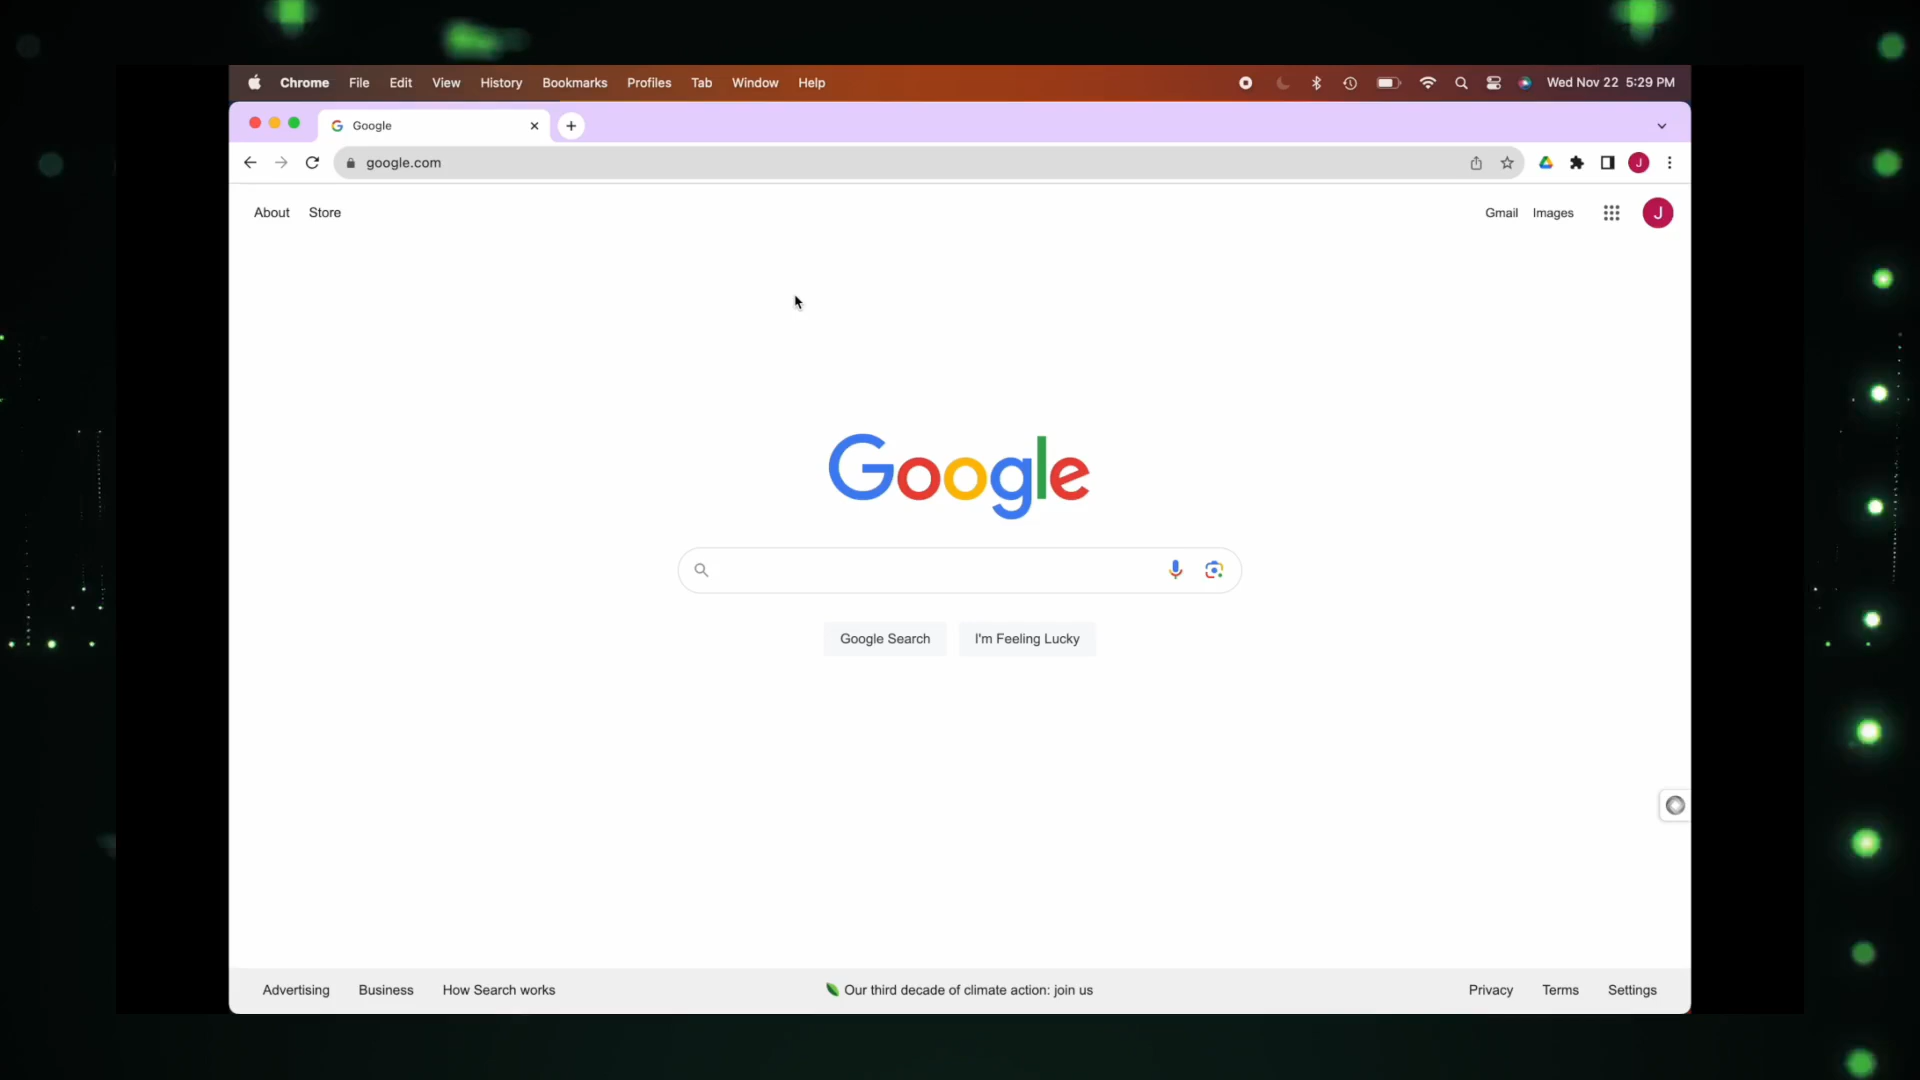 Chrome File Edit View History Bookmarks Profiles Tab Window Help Wed Nov 22 5:29 PM
Google
google.com J
About Store Gmail Images J
Google
Google Search I'm Feeling Lucky
Advertising Business How Search works Our third decade of climate action: join us Privacy Terms Settings